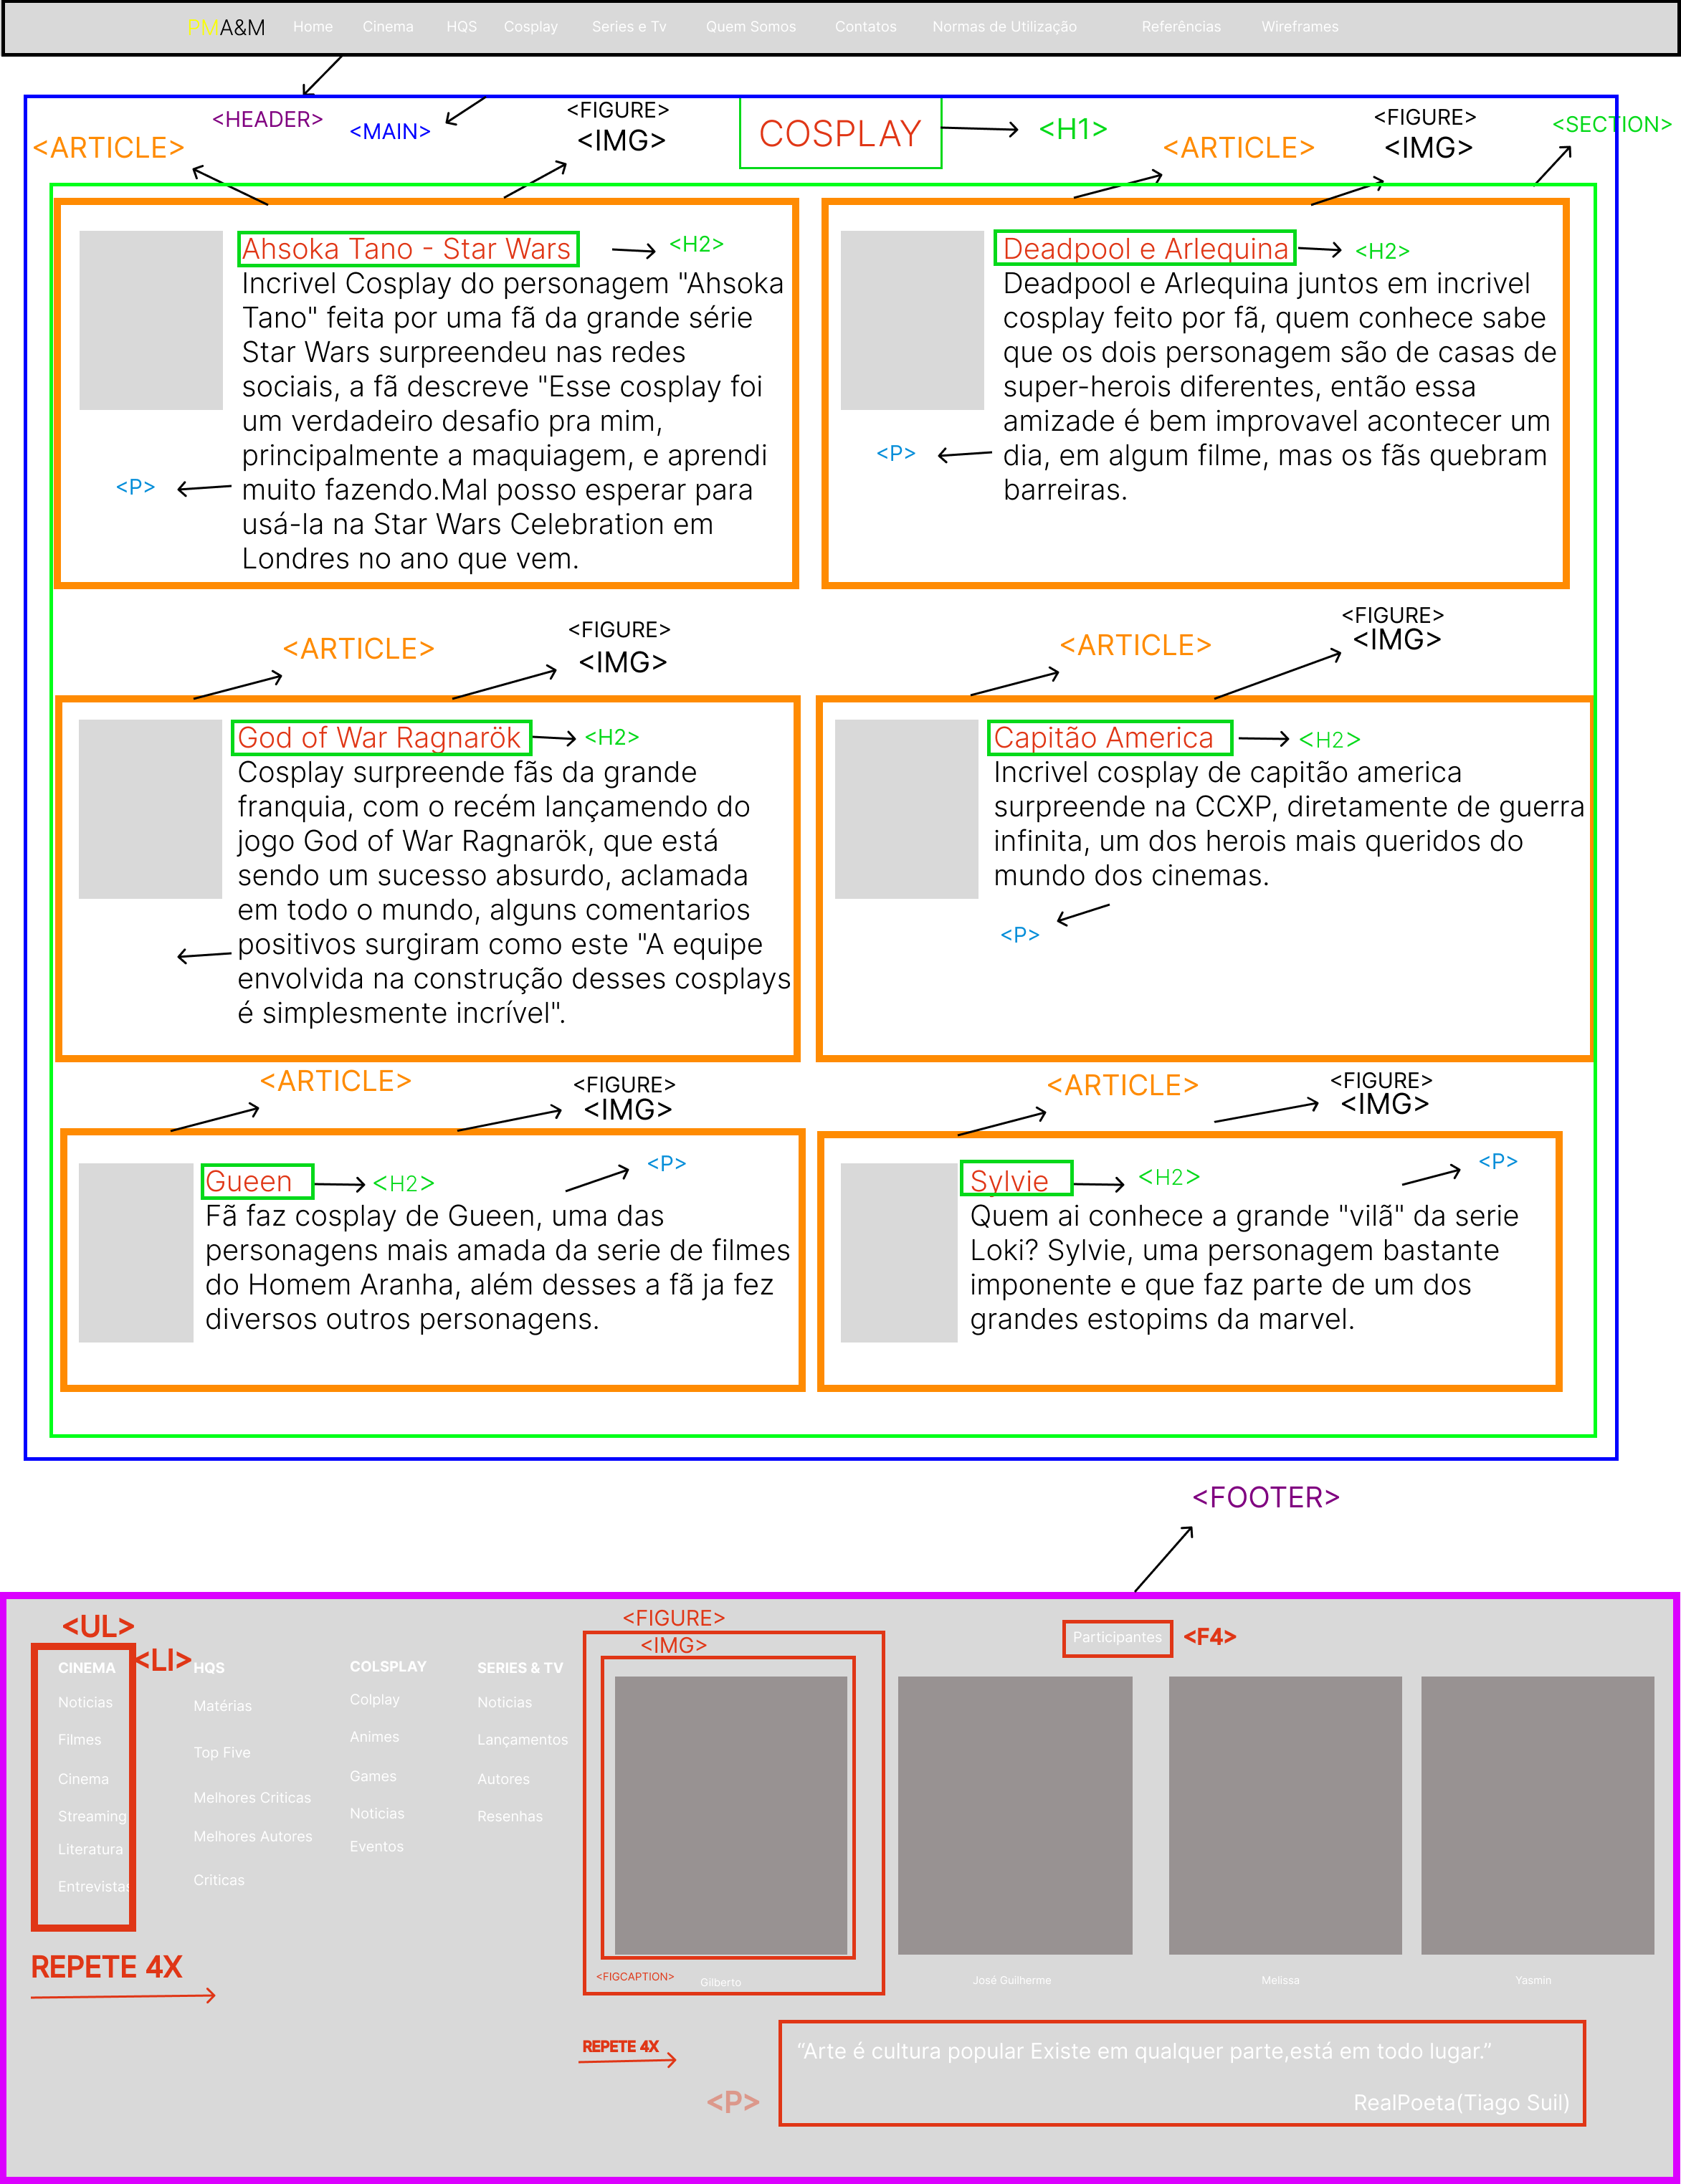 PMA&M Home Cinema HQS Cosplay Series e Tv Quem Somos Contatos Normas de Utilização Referências Wireframes
<HEADER>
<MAIN>
<ARTICLE>
<FIGURE>
<IMG>
COSPLAY
<H1>
<ARTICLE>
<FIGURE>
<IMG>
<SECTION>
Ahsoka Tano - Star Wars
<H2>
Incrivel Cosplay do personagem "Ahsoka
Tano" feita por uma fã da grande série
Star Wars surpreendeu nas redes
sociais, a fã descreve "Esse cosplay foi
um verdadeiro desafio pra mim,
principalmente a maquiagem, e aprendi
muito fazendo.Mal posso esperar para
usá-la na Star Wars Celebration em
Londres no ano que vem.
<P>
Deadpool e Arlequina
<H2>
Deadpool e Arlequina juntos em incrivel
cosplay feito por fã, quem conhece sabe
que os dois personagem são de casas de
super-herois diferentes, então essa
amizade é bem improvavel acontecer um
dia, em algum filme, mas os fãs quebram
barreiras.
<P>
<ARTICLE>
<FIGURE>
<IMG>
<ARTICLE>
<FIGURE>
<IMG>
God of War Ragnarök
<H2>
Cosplay surpreende fãs da grande
franquia, com o recém lançamendo do
jogo God of War Ragnarök, que está
sendo um sucesso absurdo, aclamada
em todo o mundo, alguns comentarios
positivos surgiram como este "A equipe
envolvida na construção desses cosplays
é simplesmente incrível".
Capitão America
<H2>
Incrivel cosplay de capitão america
surpreende na CCXP, diretamente de guerra
infinita, um dos herois mais queridos do
mundo dos cinemas.
<P>
<ARTICLE>
<FIGURE>
<IMG>
<ARTICLE>
<FIGURE>
<IMG>
Gueen
<H2>
<P>
Fã faz cosplay de Gueen, uma das
personagens mais amada da serie de filmes
do Homem Aranha, além desses a fã ja fez
diversos outros personagens.
Sylvie
<H2>
<P>
Quem ai conhece a grande "vilã" da serie
Loki? Sylvie, uma personagem bastante
imponente e que faz parte de um dos
grandes estopims da marvel.
<FOOTER>
<UL>
<LI>
CINEMA
Noticias
Filmes
Cinema
Streaming
Literatura
Entrevistas
HQS
Matérias
Top Five
Melhores Criticas
Melhores Autores
Criticas
COLSPLAY
Colplay
Animes
Games
Noticias
Eventos
SERIES & TV
Noticias
Lançamentos
Autores
Resenhas
REPETE 4X
<FIGURE>
<IMG>
Participantes
<F4>
<FIGCAPTION>
Gilberto
José Guilherme
Melissa
Yasmin
REPETE 4X
<P>
“Arte é cultura popular Existe em qualquer parte,está em todo lugar.”
RealPoeta(Tiago Suil)